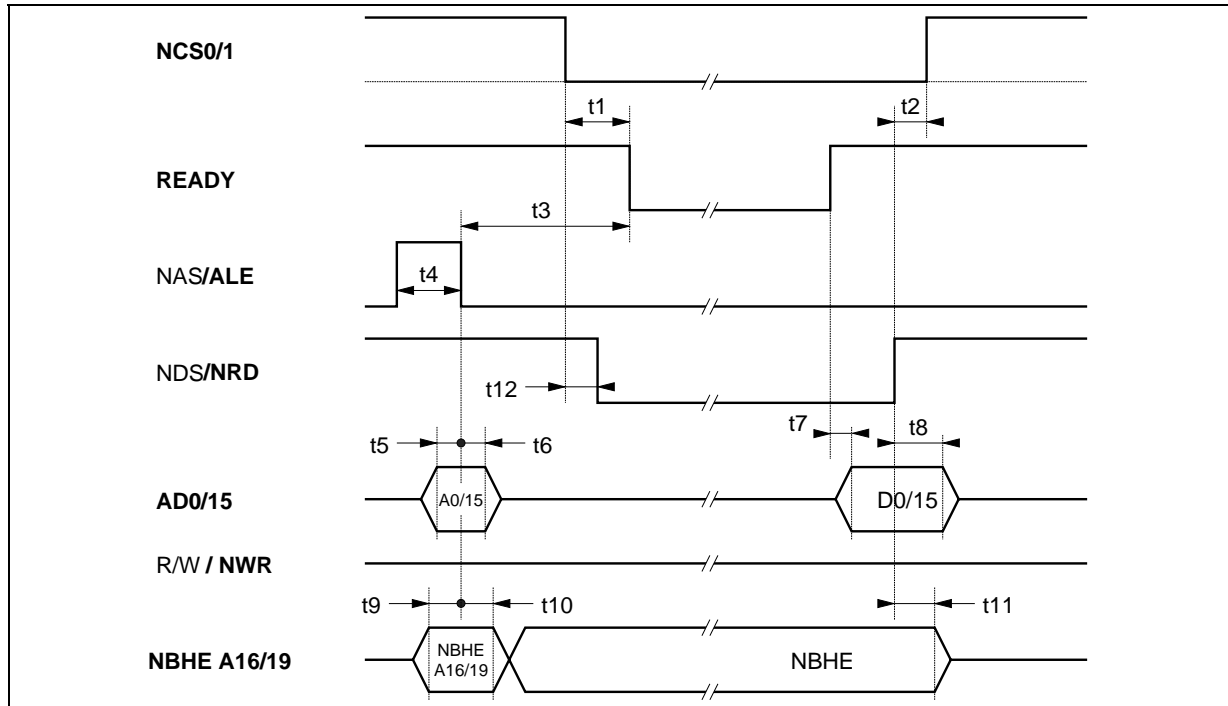 NCS0/1
t1
t2
READY
t3
NAS/ALE
t4
NDS/NRD
t12
t7
t8
t5
t6
AD0/15
A0/15
D0/15
R/W / NWR
t9
t10
t11
NBHE A16/19
NBHE
A16/19
NBHE